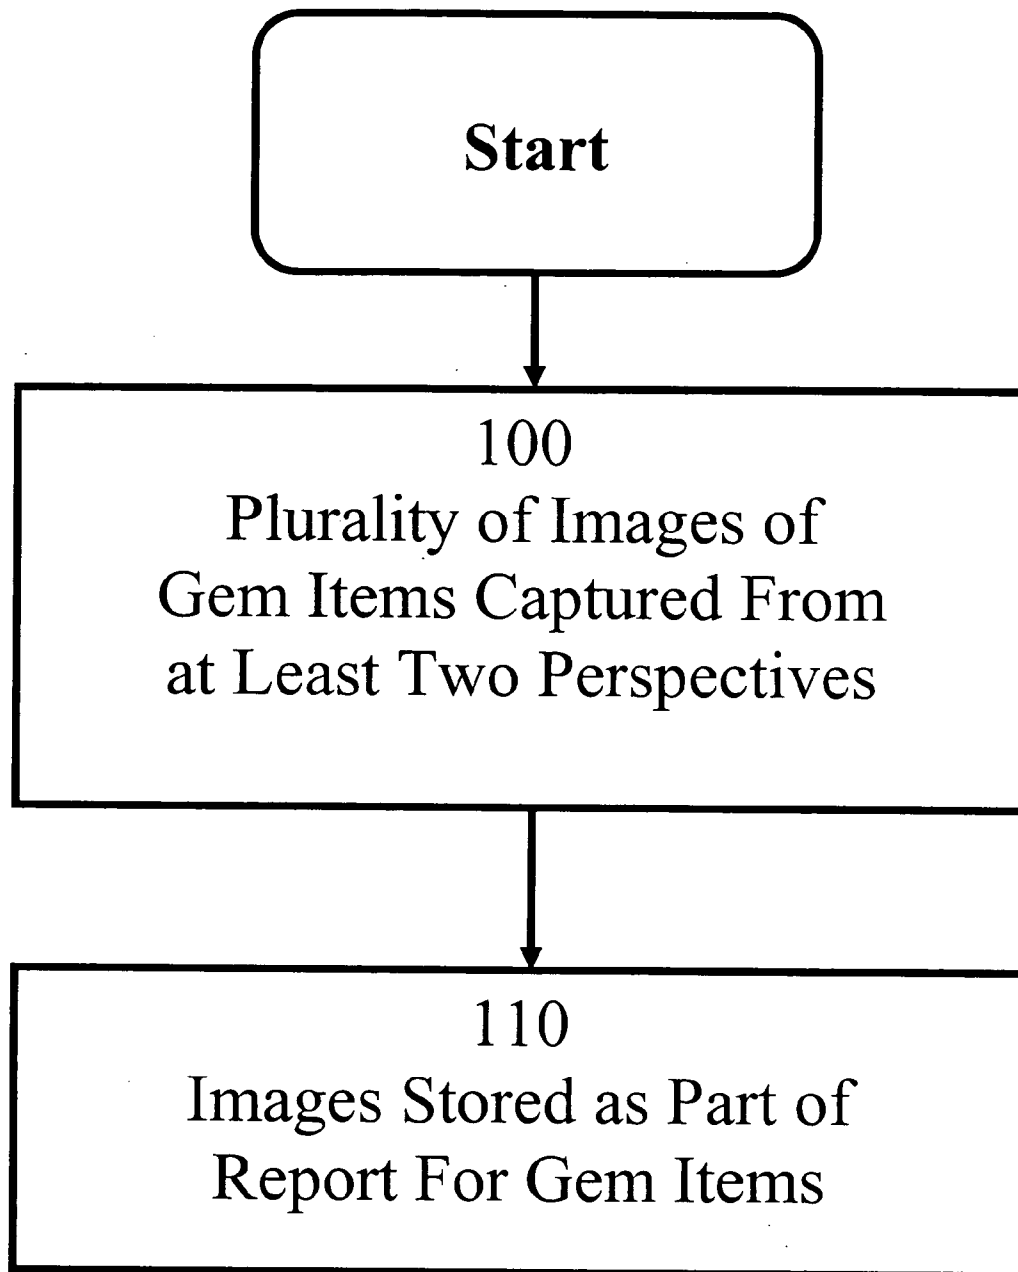 Start
100
Plurality of Images of
Gem Items Captured From
at Least Two Perspectives
110
Images Stored as Part of
Report For Gem Items